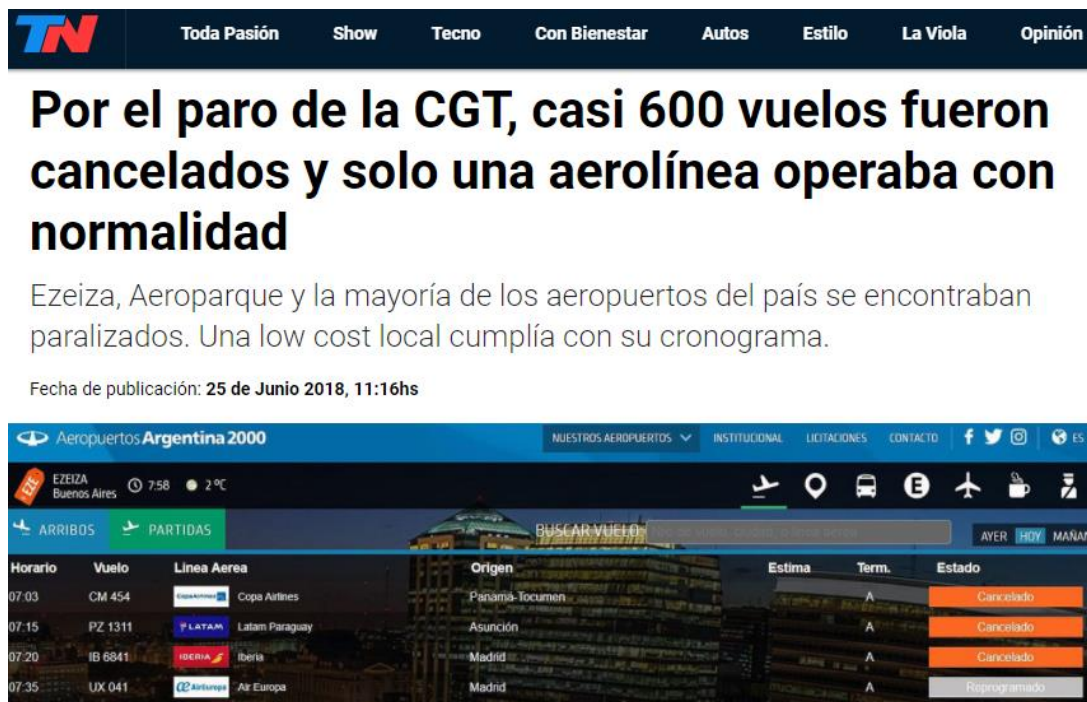 TN Toda Pasión Show Tecno Con Bienestar Autos Estilo La Viola Opinión
Por el paro de la CGT, casi 600 vuelos fueron
cancelados y solo una aerolínea operaba con
normalidad
Ezeiza, Aeroparque y la mayoría de los aeropuertos del país se encontraban
paralizados. Una low cost local cumplía con su cronograma.
Fecha de publicación: 25 de Junio 2018, 11:16hs
Aeropuertos Argentina 2000 NUESTROS AEROPUERTOS INSTITUCIONAL LICITACIONES CONTACTO ES
EZE EZEIZA
Buenos Aires 7:58 2 ºC
ARRIBOS PARTIDAS BUSCAR VUELO AYER HOY MAÑAN
Horario Vuelo Linea Aerea Origen Estima Term. Estado
07:03 CM 454 CopaAirlines Copa Airlines Panamá-Tocumen A Cancelado
07:15 PZ 1311 LATAM Latam Paraguay Asunción A Cancelado
07:20 IB 6841 IBERIA Iberia Madrid A Cancelado
07:35 UX 041 AirEuropa Air Europa Madrid A Reprogramado